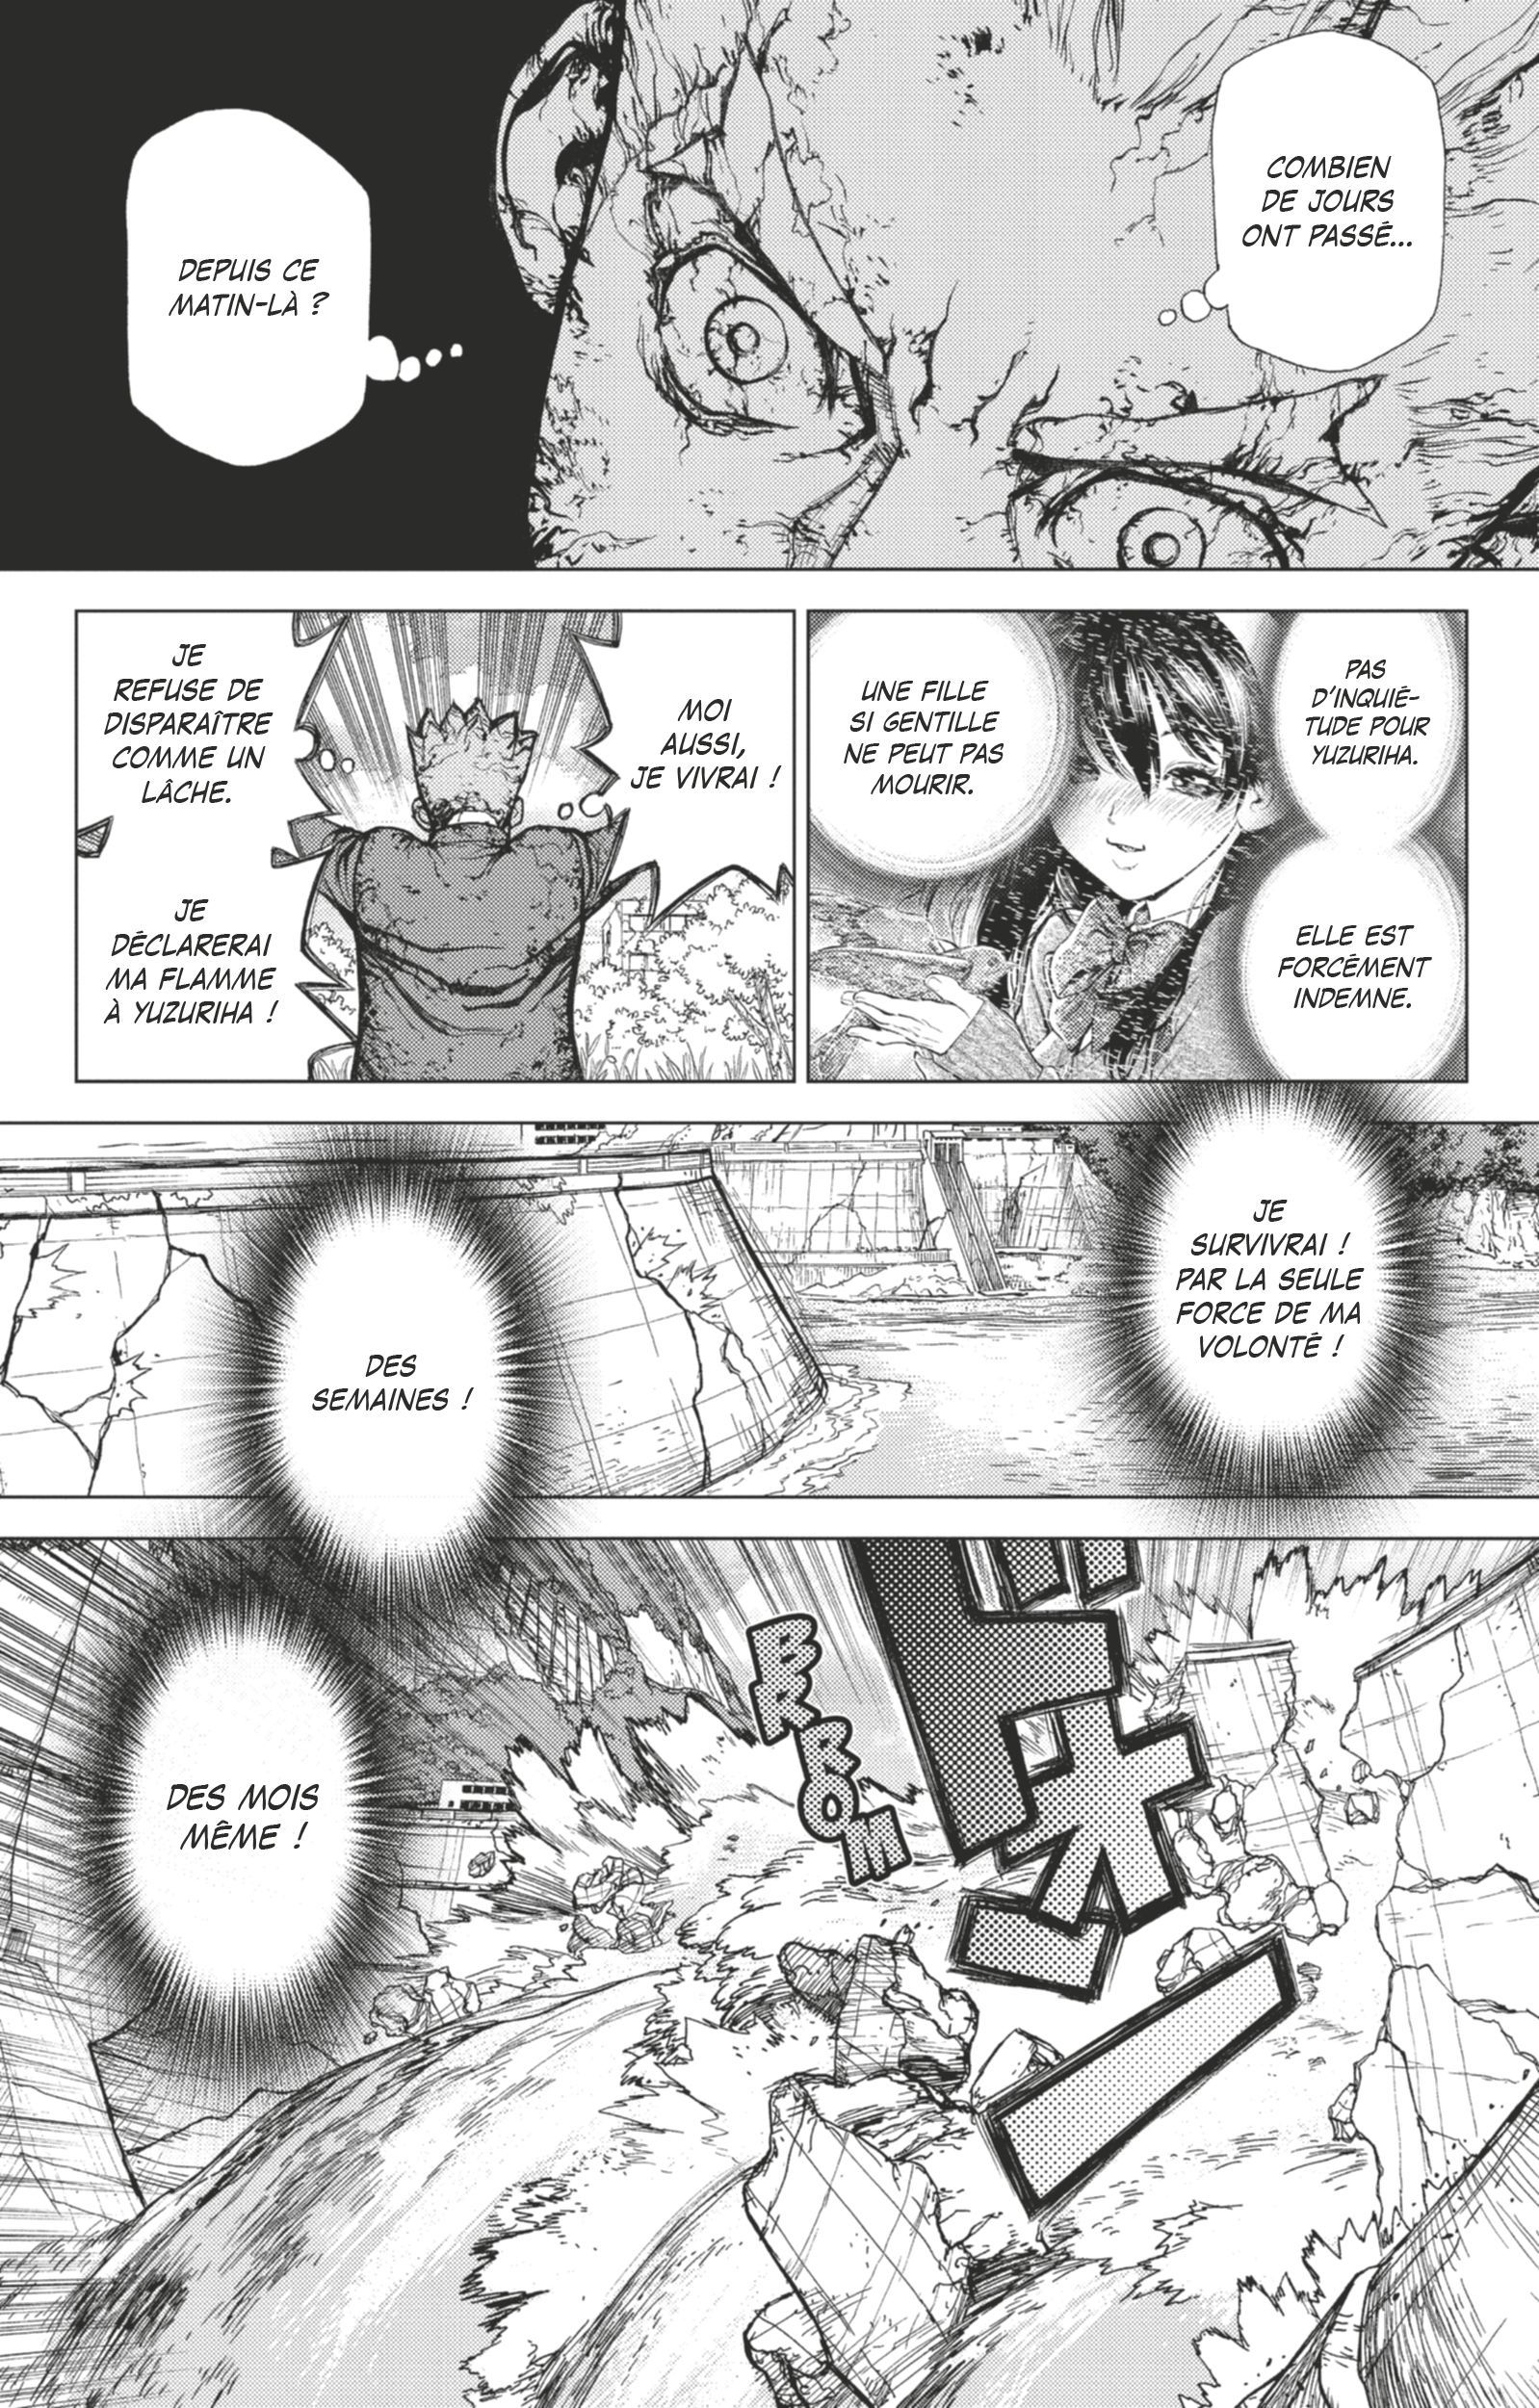 COMBIEN
DE JOURS
ONT PASSÉ...
DEPUIS CE
MATIN-LÀ ?
PAS
D'INQUIÉ-
TUDE POUR
YUZURIHA.
ELLE EST
FORCÉMENT
INDEMNE.
UNE FILLE
SI GENTILLE
NE PEUT PAS
MOURIR.
MOI
AUSSI,
JE VIVRAI !
JE
REFUSE DE
DISPARAÎTRE
COMME UN
LÂCHE.
JE
DÉCLARERAI
MA FLAMME
À YUZURIHA !
JE
SURVIVRAI !
PAR LA SEULE
FORCE DE MA
VOLONTÉ !
DES
SEMAINES !
DES MOIS
MÊME !
BRROM